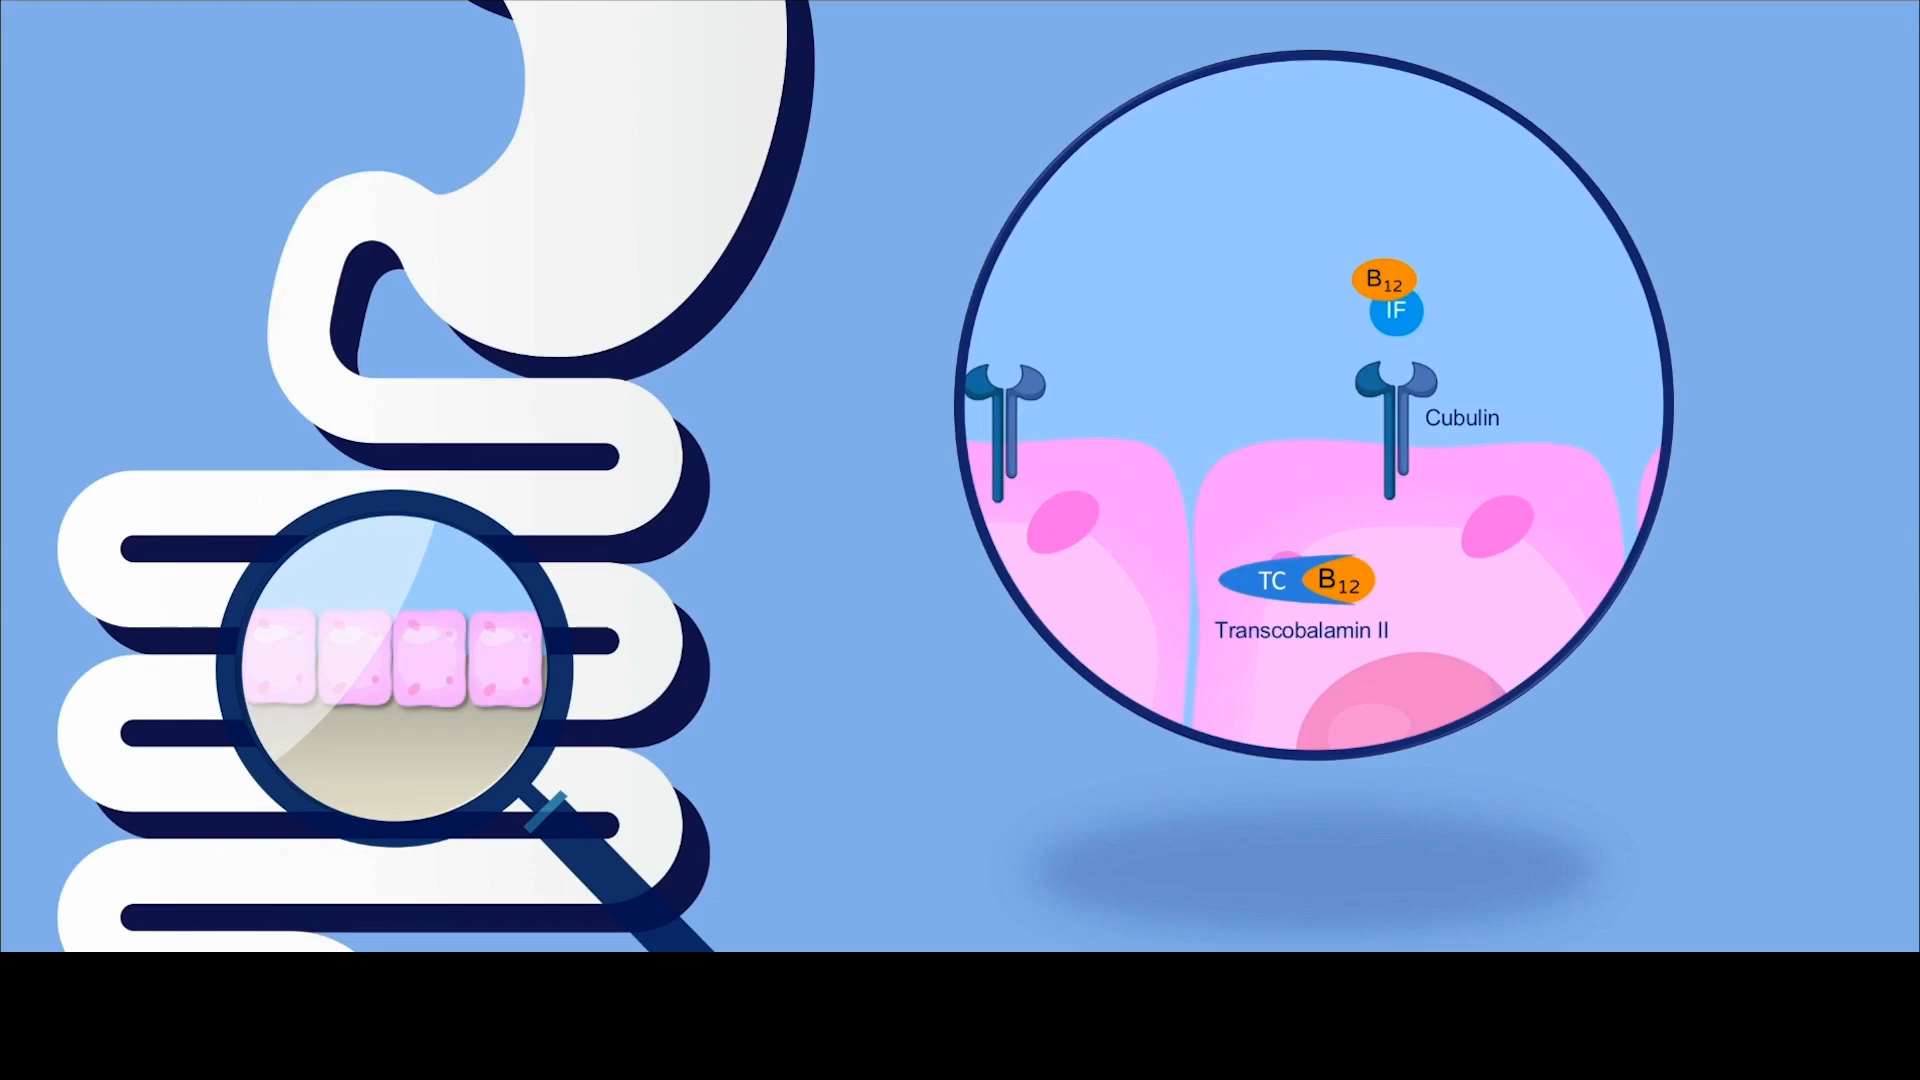 B₁₂
IF
Cubulin
TC B₁₂
Transcobalamin II